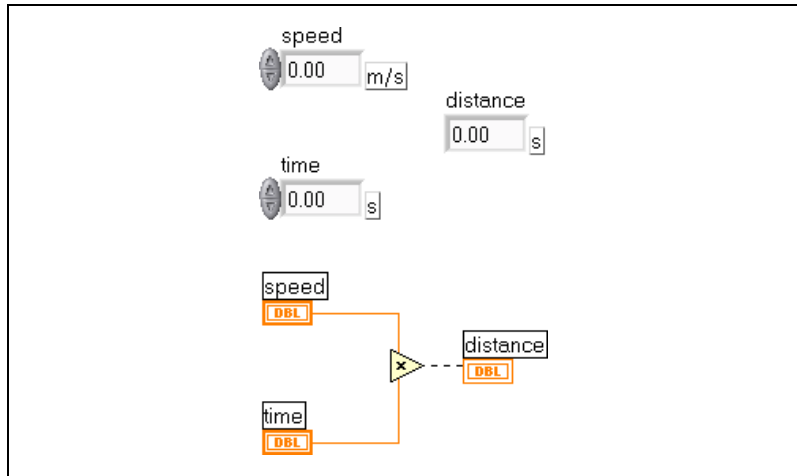 speed
0.00 m/s
distance
0.00 s
time
0.00 s
speed
DBL
x
distance
DBL
time
DBL